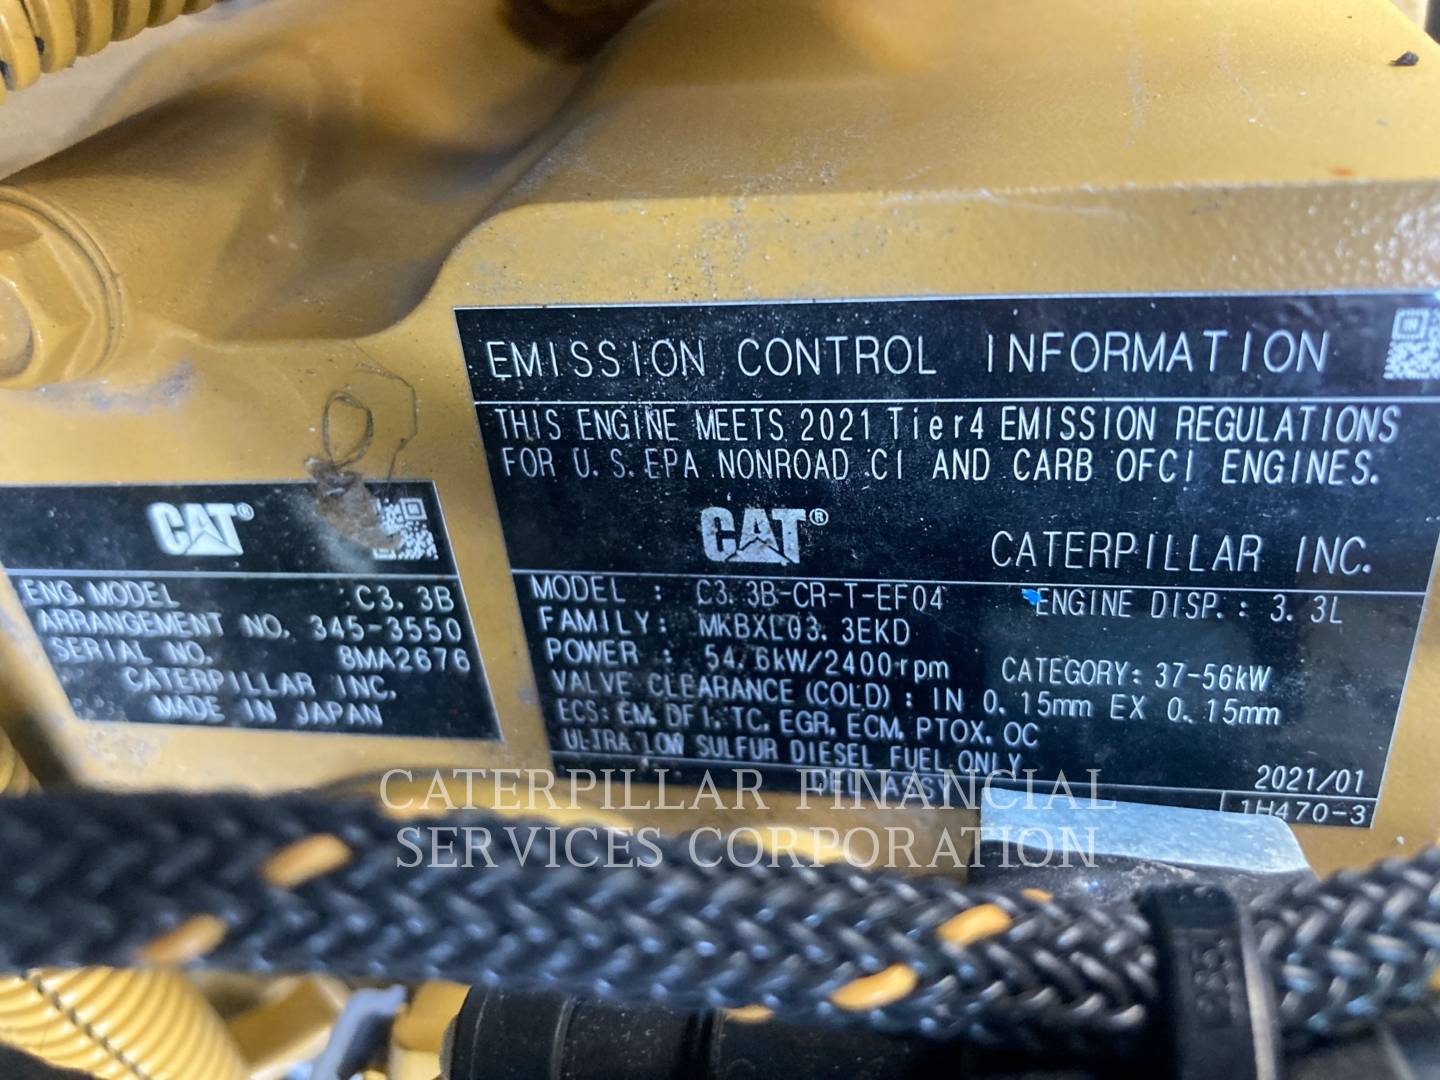 EMISSION CONTROL INFORMATION
THIS ENGINE MEETS 2021 Tier4 EMISSION REGULATIONS
FOR U.S.EPA NONROAD CI AND CARB OFCI ENGINES.
CAT®
CATERPILLAR INC.
MODEL : C3.3B-CR-T-EF04 ENGINE DISP.: 3.3L
FAMILY: MKBXL03.3EKD
POWER : 54.6kW/2400rpm CATEGORY: 37-56kW
VALVE CLEARANCE (COLD) : IN 0.15mm EX 0.15mm
ECS: EM, DFI, TC, EGR, ECM, PTOX, OC
ULTRA LOW SULFUR DIESEL FUEL ONLY
2021/01
1H470-3
CAT®
ENG. MODEL C3.3B
ARRANGEMENT NO. 345-3550
SERIAL NO. 8MA2676
CATERPILLAR INC.
MADE IN JAPAN
CATERPILLAR FINANCIAL
SERVICES CORPORATION